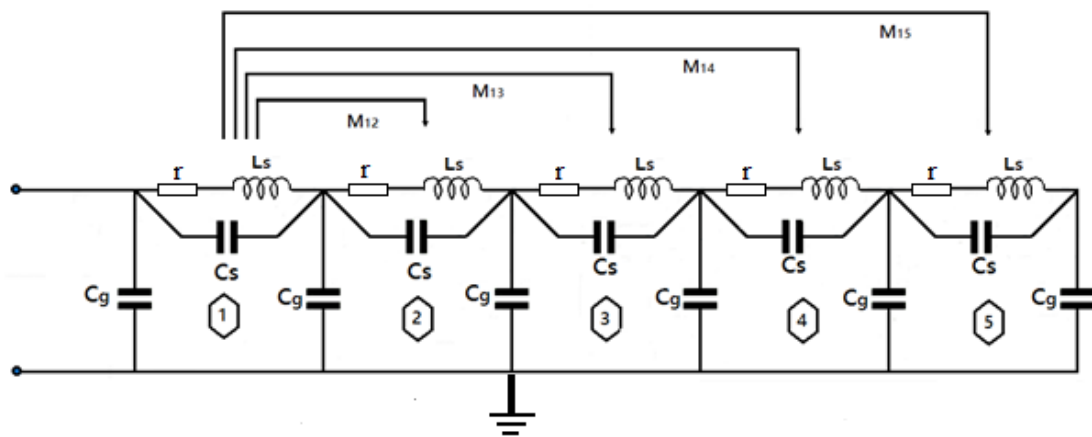 M15
M14
M13
M12
r Ls r Ls r Ls r Ls r Ls
Cs Cs Cs Cs Cs
Cg Cg Cg Cg Cg Cg
1 2 3 4 5